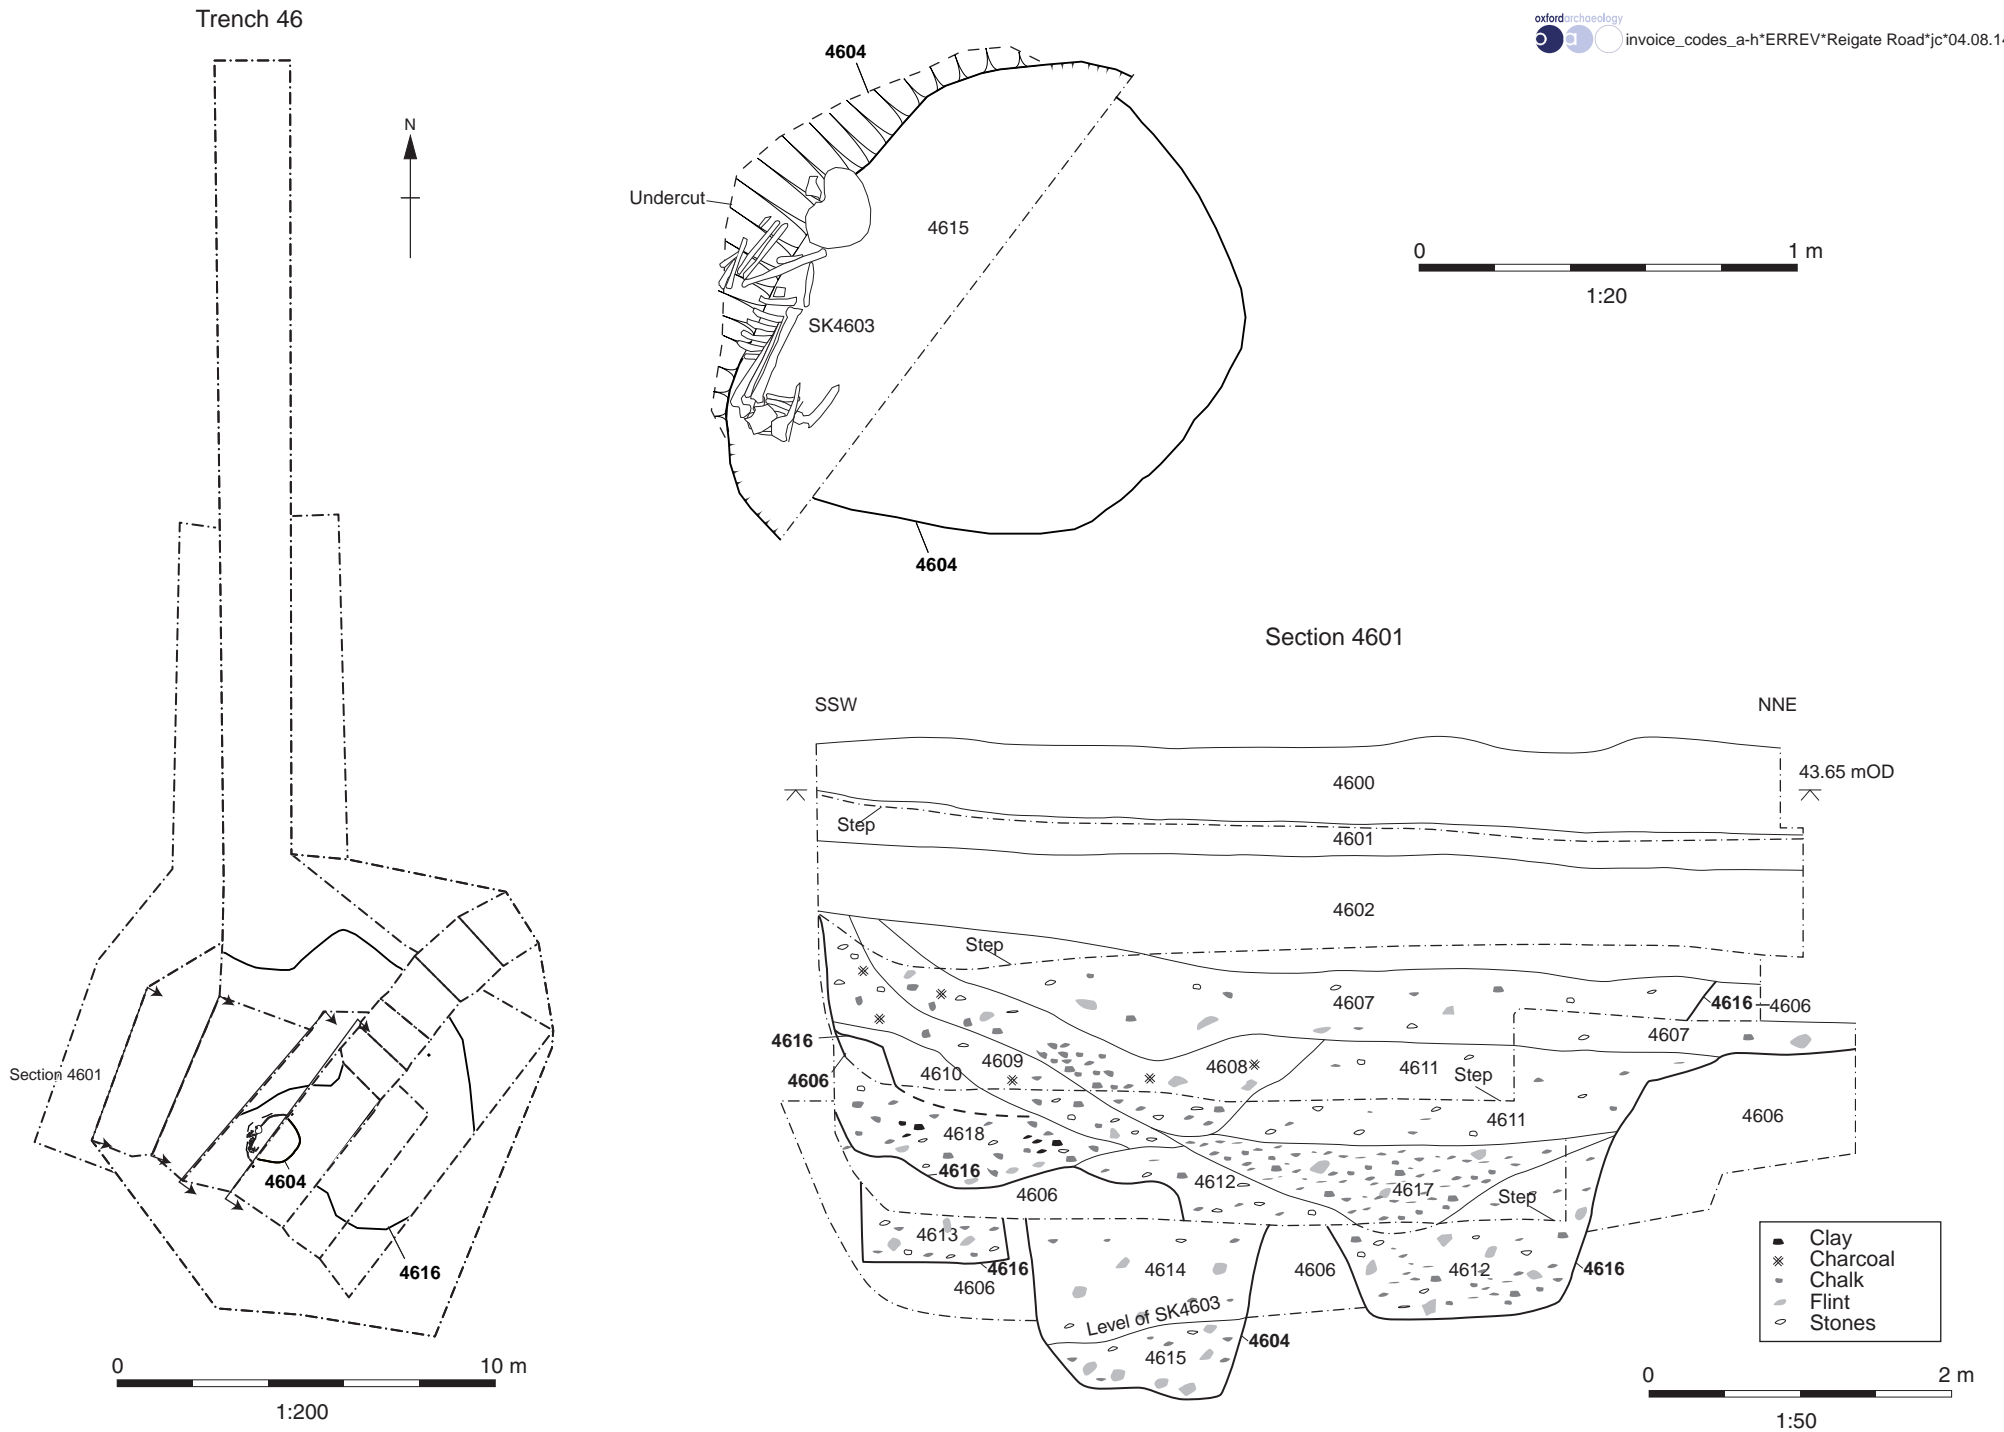 Trench 46
oxfordarchaeology
oa
invoice_codes_a-h*ERREV*Reigate Road*jc*04.08.14
N
4604
Undercut
4615
SK4603
4604
0 1 m
1:20
Section 4601
4604
4616
0 10 m
1:200
Section 4601
SSW NNE
43.65 mOD
4600
Step
4601
4602
Step
4607
4616 4606
4607
4616
4606
4610
4609
4608
4611
Step
4611
4606
4618
4616
4606
4612
4617
Step
4613
4616
4606
4614
4606
4612
4616
Level of SK4603
4604
4615
Clay
Charcoal
Chalk
Flint
Stones
0 2 m
1:50